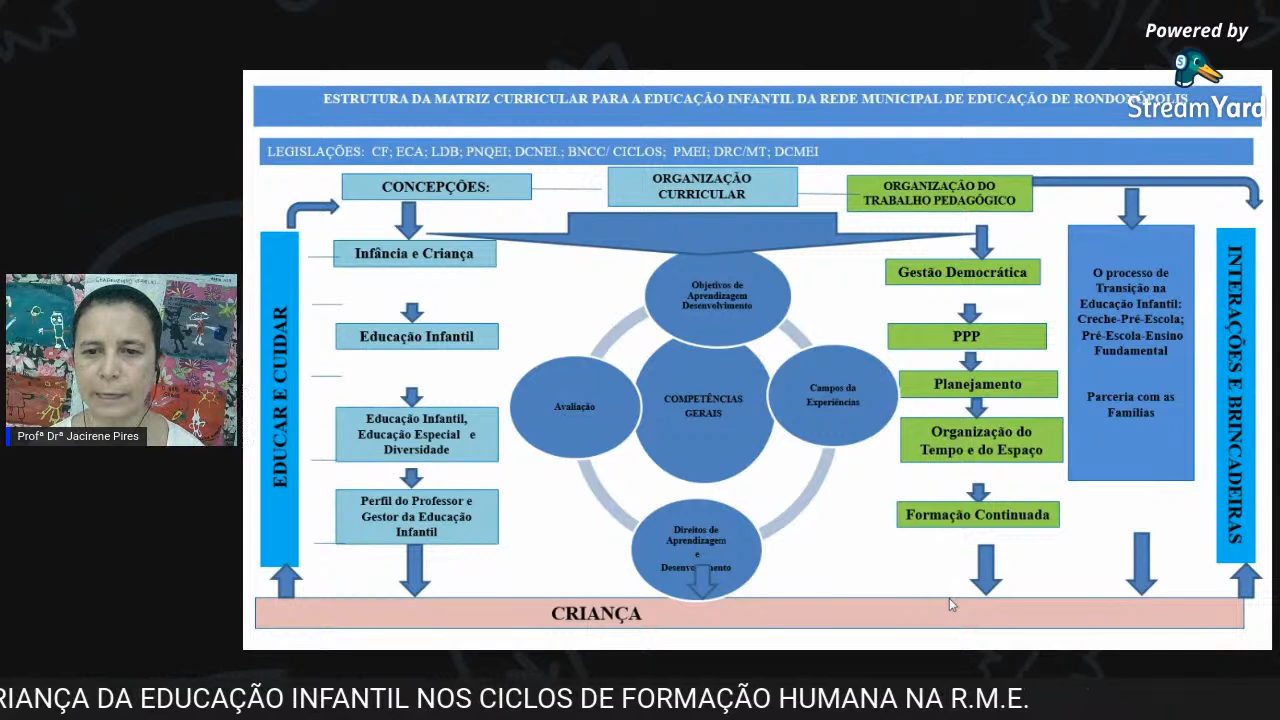 Powered by
StreamYard
ESTRUTURA DA MATRIZ CURRICULAR PARA A EDUCAÇÃO INFANTIL DA REDE MUNICIPAL DE EDUCAÇÃO DE RONDONÓPOLIS
LEGISLAÇÕES: CF; ECA; LDB; PNQEI; DCNEI.; BNCC/ CICLOS; PMEI; DRC/MT; DCMEI
CONCEPÇÕES:
ORGANIZAÇÃO
CURRICULAR
ORGANIZAÇÃO DO
TRABALHO PEDAGÓGICO
EDUCAR E CUIDAR
Infância e Criança
Educação Infantil
Educação Infantil,
Educação Especial e
Diversidade
Perfil do Professor e
Gestor da Educação
Infantil
Objetivos de
Aprendizagem
Desenvolvimento
Avaliação
COMPETÊNCIAS
GERAIS
Campos da
Experiências
Direitos de
Aprendizagem
e
Gestão Democrática
PPP
Planejamento
Organização do
Tempo e do Espaço
Formação Continuada
O processo de
Transição na
Educação Infantil:
Creche-Pré-Escola;
Pré-Escola-Ensino
Fundamental
Parceria com as
Famílias
INTERAÇÕES E BRINCADEIRAS
CRIANÇA
Profª Drª Jacirene Pires
RIANÇA DA EDUCAÇÃO INFANTIL NOS CICLOS DE FORMAÇÃO HUMANA NA R.M.E.